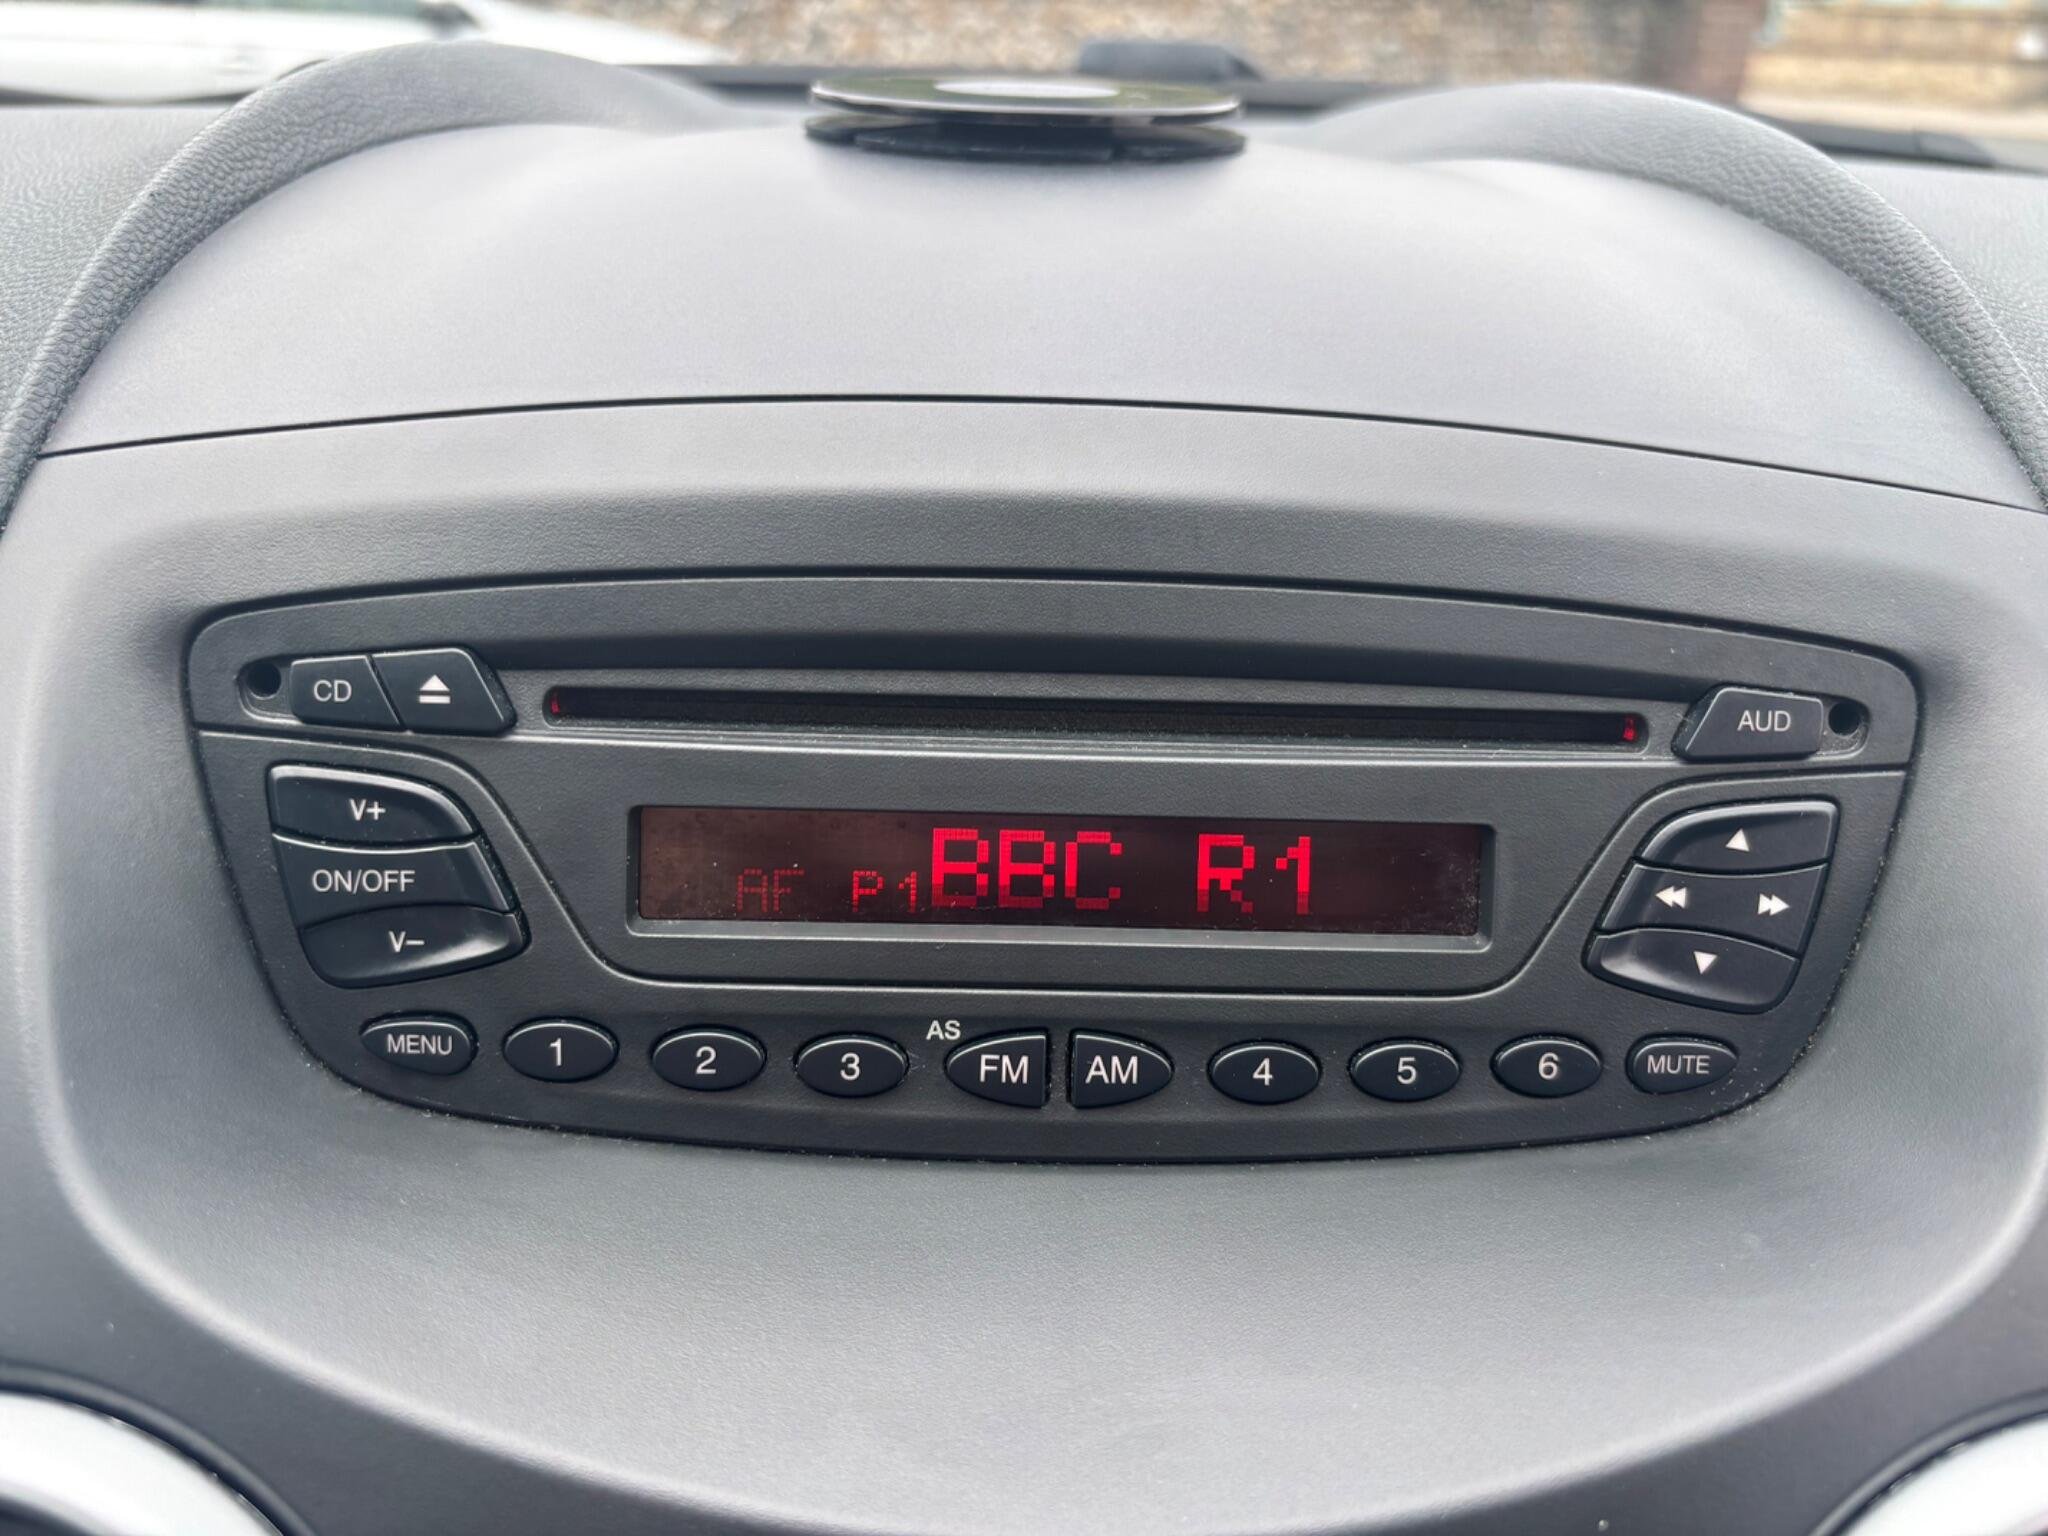 CD
AUD
V+
ON/OFF
V–
AF P1 BBC R1
MENU 1 2 3 AS FM AM 4 5 6 MUTE